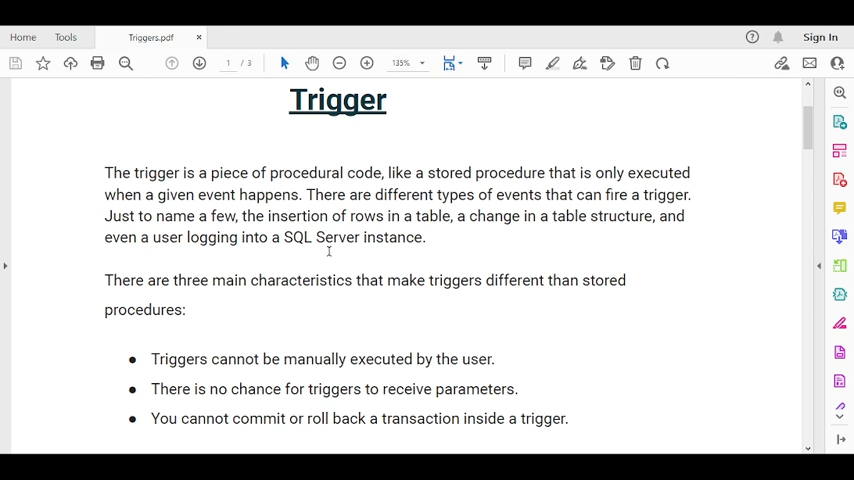 Home Tools Triggers.pdf × Sign In
1 / 3 135%
Trigger
The trigger is a piece of procedural code, like a stored procedure that is only executed
when a given event happens. There are different types of events that can fire a trigger.
Just to name a few, the insertion of rows in a table, a change in a table structure, and
even a user logging into a SQL Server instance.
There are three main characteristics that make triggers different than stored
procedures:
● Triggers cannot be manually executed by the user.
● There is no chance for triggers to receive parameters.
● You cannot commit or roll back a transaction inside a trigger.